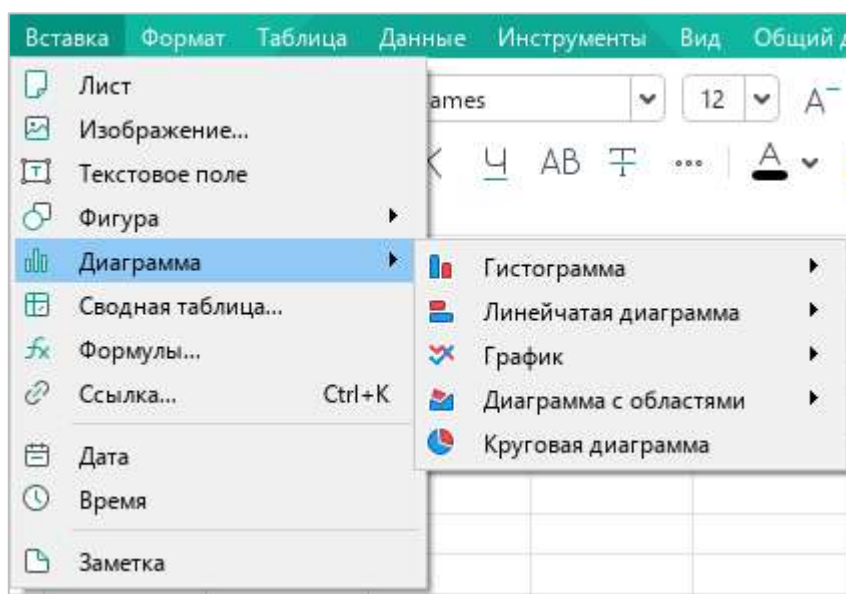 Вставка Формат Таблица Данные Инструменты Вид Общий
Лист
Изображение...
Текстовое поле
Фигура
Диаграмма
Сводная таблица...
Формулы...
Ссылка... Ctrl+K
Дата
Время
Заметка
ames 12 A
Ч АВ Т A
Гистограмма
Линейчатая диаграмма
График
Диаграмма с областями
Круговая диаграмма